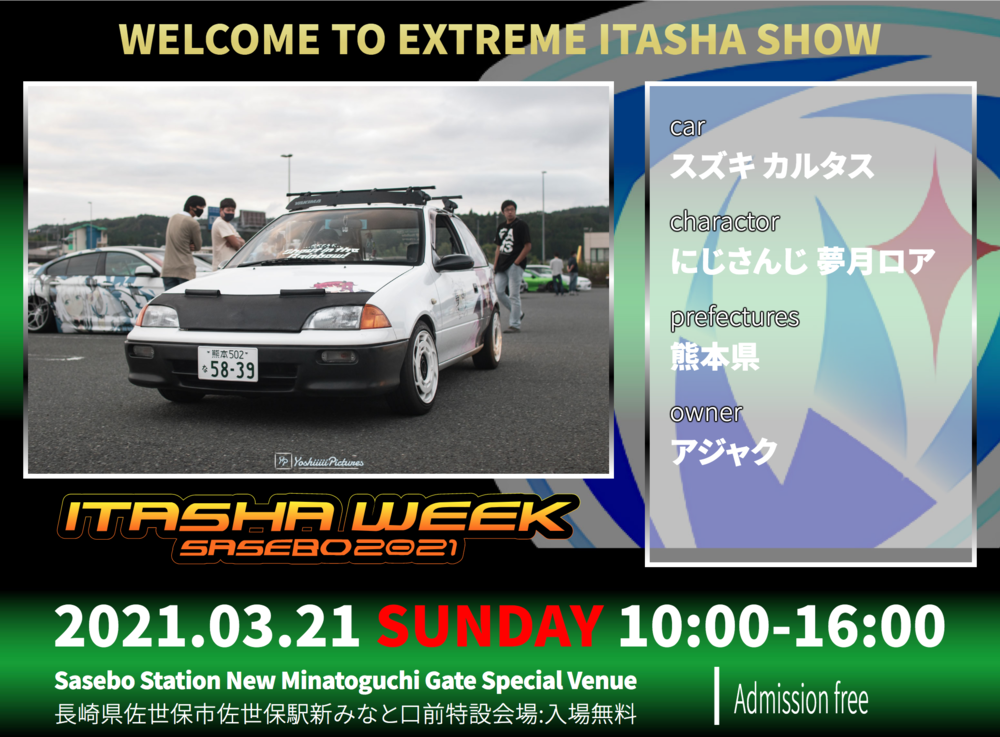 WELCOME TO EXTREME ITASHA SHOW
car
スズキ カルタス
charactor
にじさんじ 夢月ロア
prefectures
熊本県
owner
アジャク
熊本 502
な 58-39
YoshiiiiiPictures
ITASHA WEEK
SASEBO2021
2021.03.21 SUNDAY 10:00-16:00
Sasebo Station New Minatoguchi Gate Special Venue
長崎県佐世保市佐世保駅新みなと口前特設会場:入場無料
Admission free